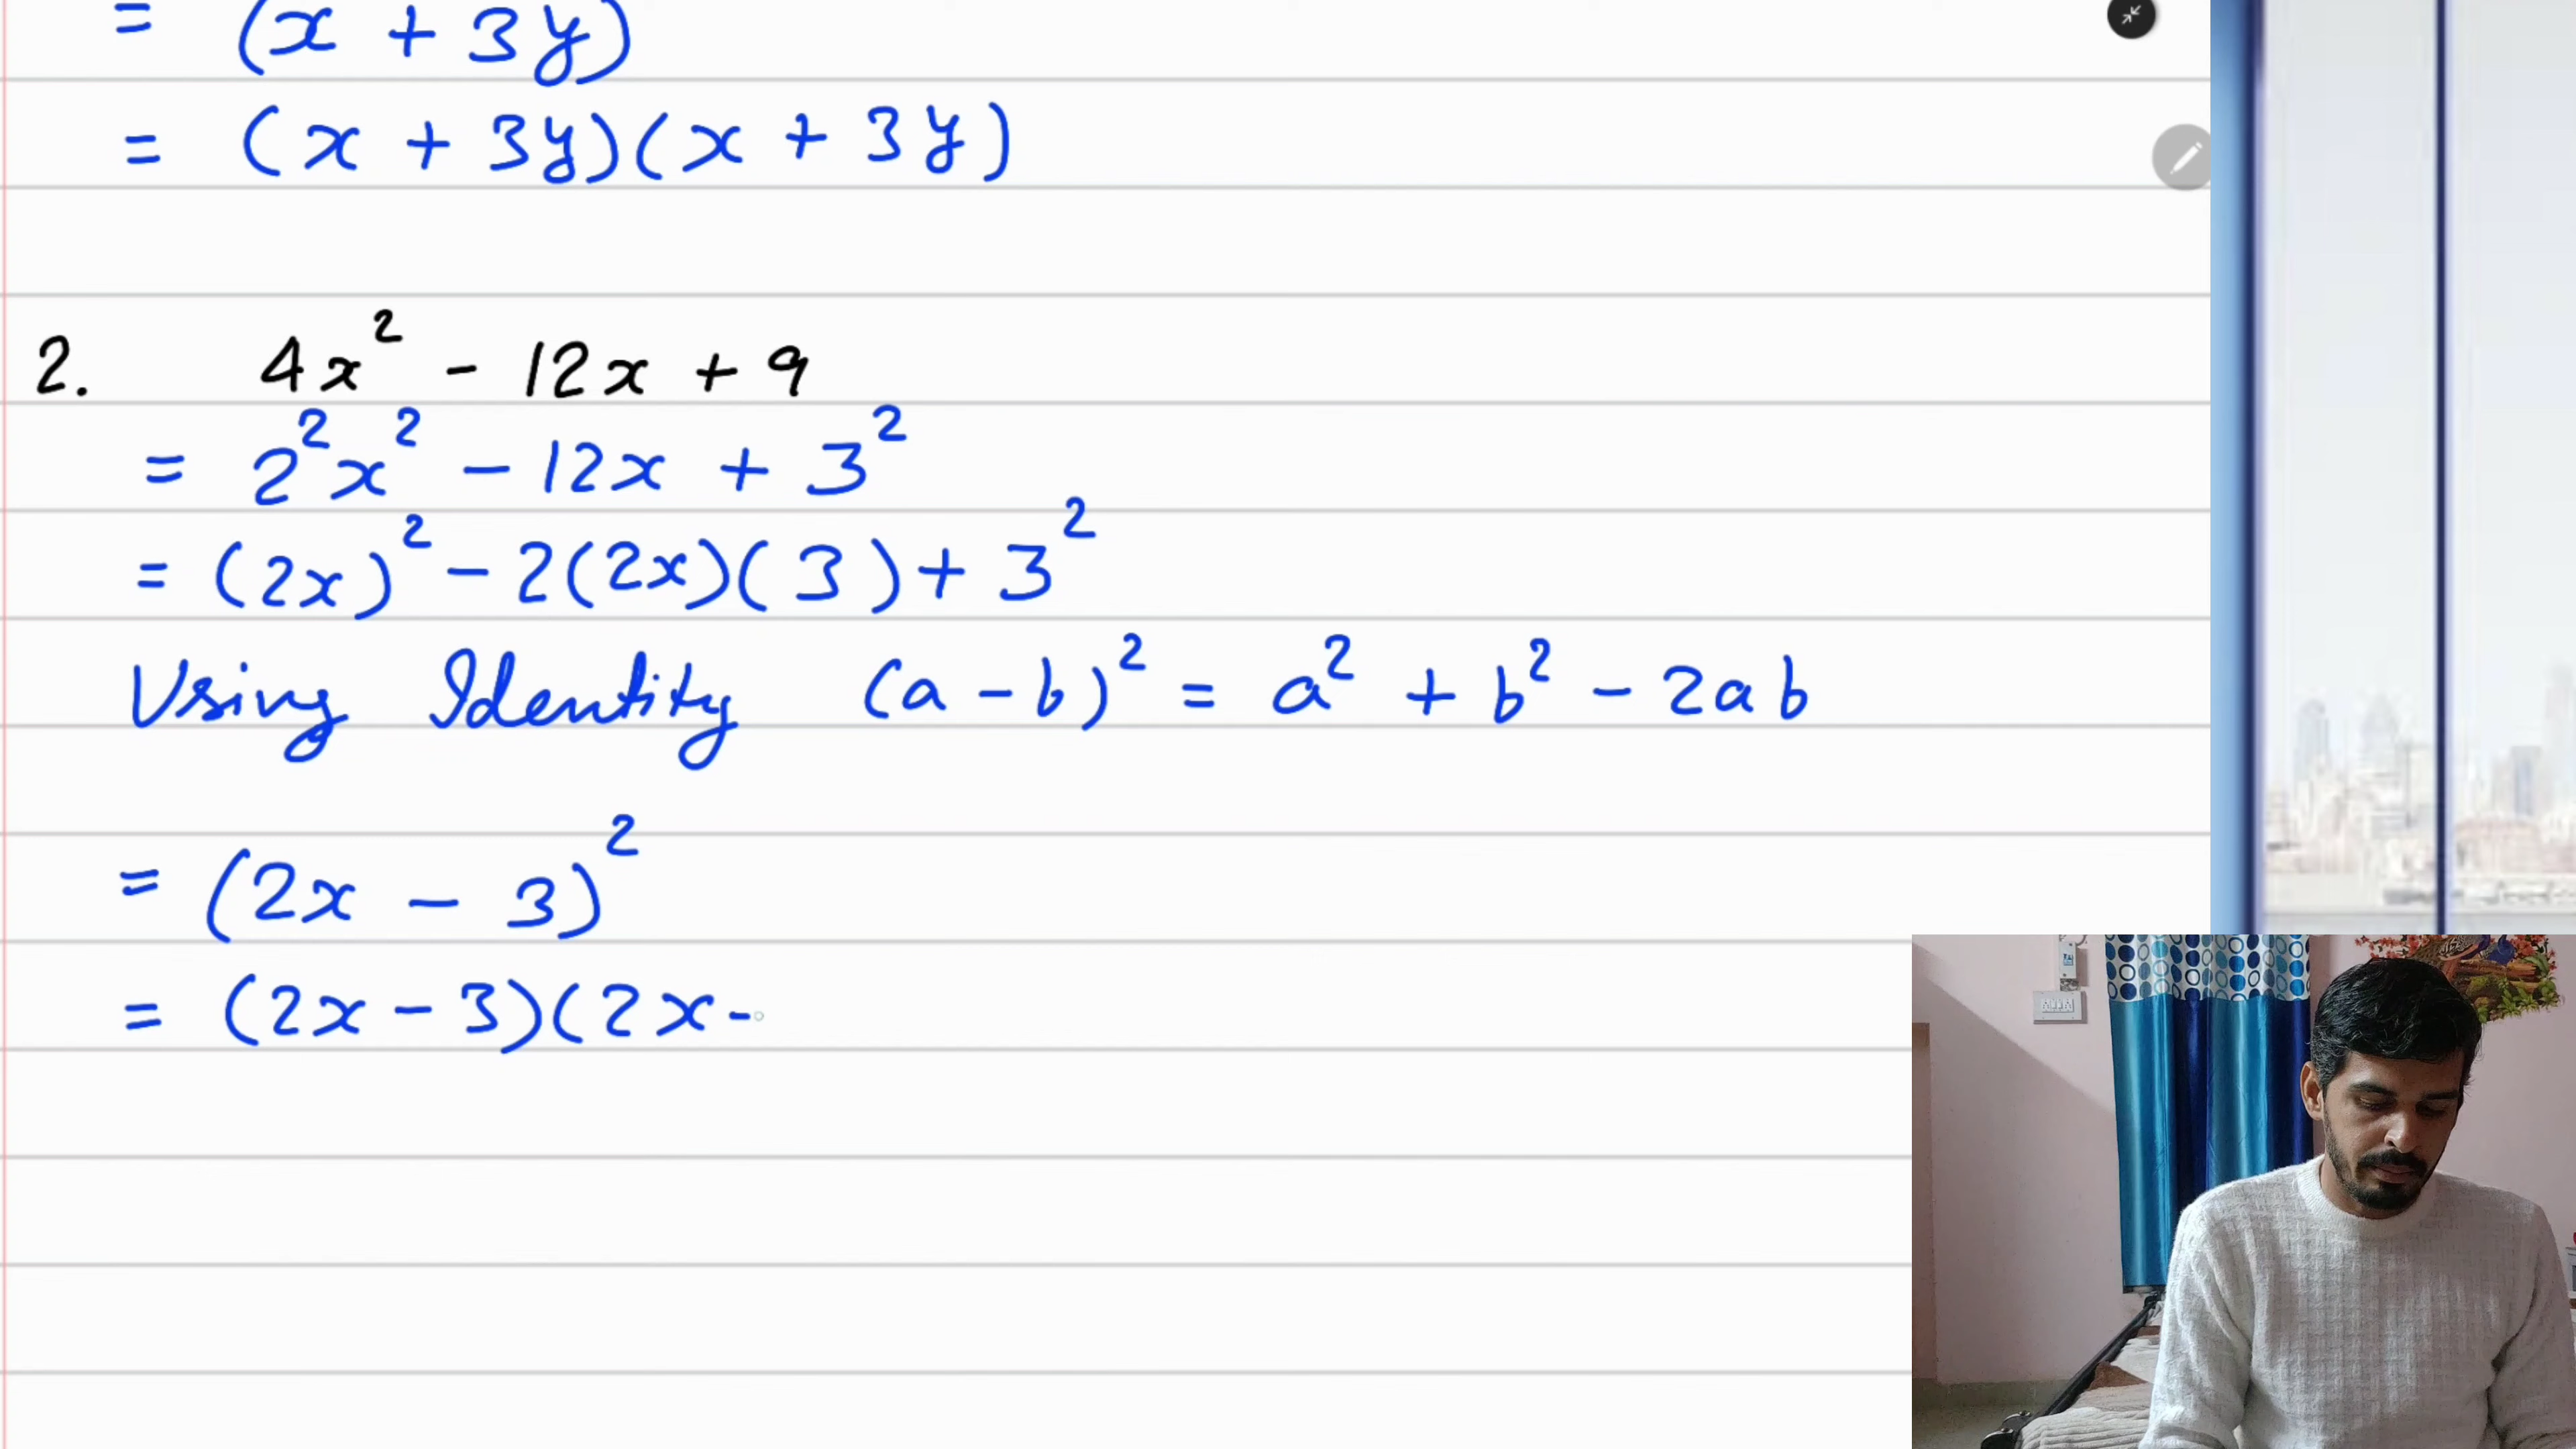 = (x + 3y)
= (x + 3y)(x + 3y)
2. 4x² - 12x + 9
= 2²x² - 12x + 3²
= (2x)² - 2(2x)(3) + 3²
Using Identity (a - b)² = a² + b² - 2ab
= (2x - 3)²
= (2x - 3)(2x -